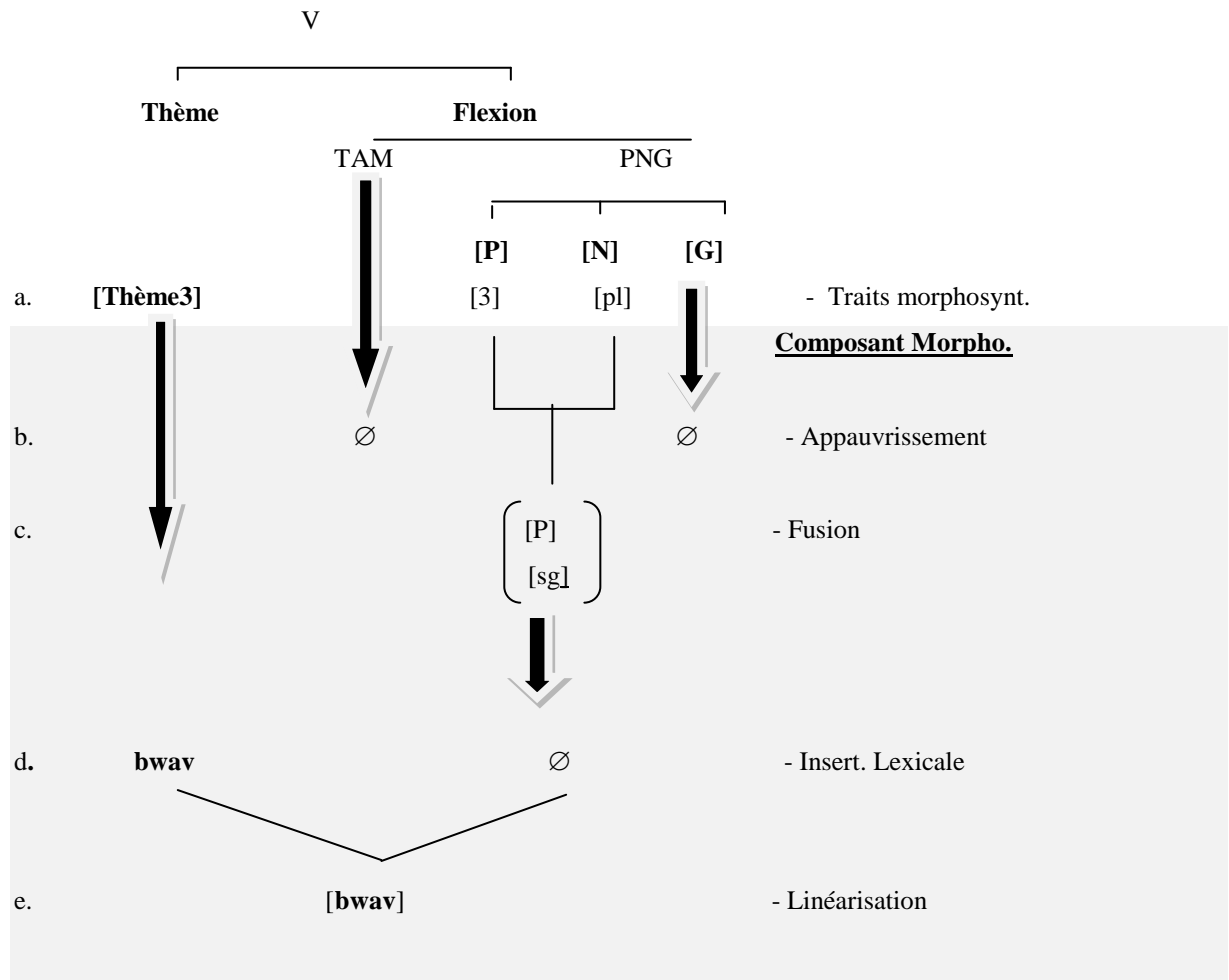 V
Thème Flexion
TAM PNG
[P] [N] [G]
a. [Thème3] [3] [pl] - Traits morphosynt.
Composant Morpho.
b. ∅ ∅ - Appauvrissement
c. [P] - Fusion
[sg]
d. bwav ∅ - Insert. Lexicale
e. [bwav] - Linéarisation